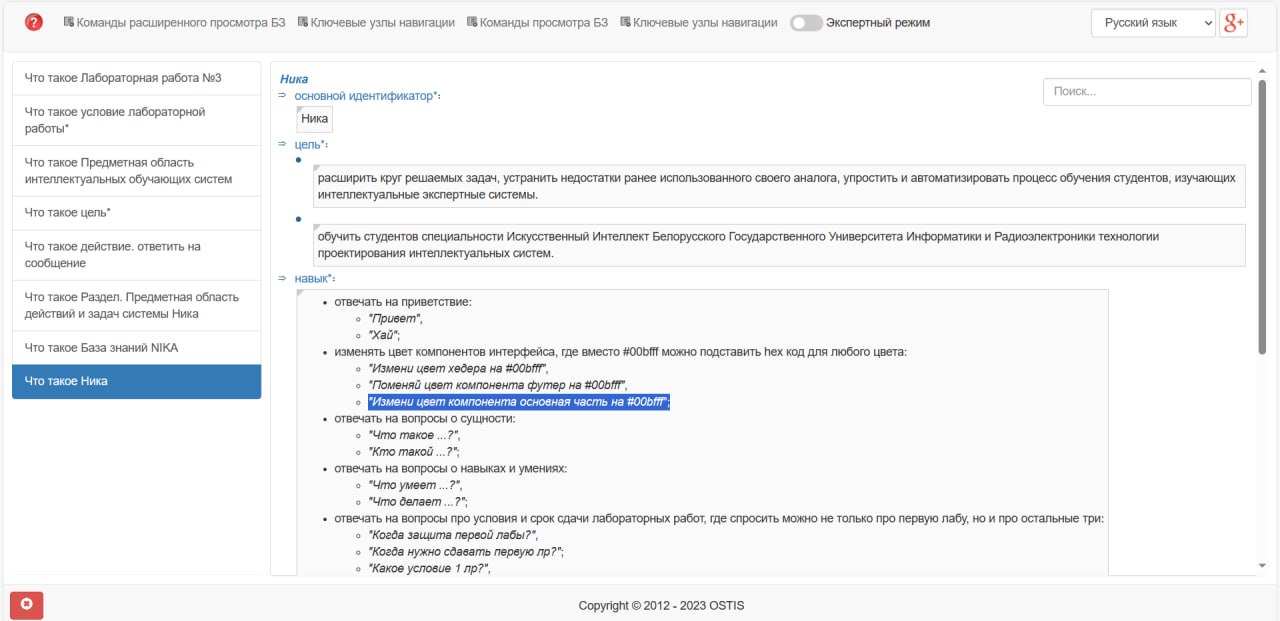 Команды расширенного просмотра БЗ Ключевые узлы навигации Команды просмотра БЗ Ключевые узлы навигации Экспертный режим Русский язык g+
Что такое Лабораторная работа №3
Что такое условие лабораторной
работы*
Что такое Предметная область
интеллектуальных обучающих систем
Что такое цель*
Что такое действие. ответить на
сообщение
Что такое Раздел. Предметная область
действий и задач системы Ника
Что такое База знаний NIKA
Что такое Ника
Поиск...
Ника
⇒ основной идентификатор*:
Ника
⇒ цель*:
расширить круг решаемых задач, устранить недостатки ранее использованного своего аналога, упростить и автоматизировать процесс обучения студентов, изучающих
интеллектуальные экспертные системы.
обучить студентов специальности Искусственный Интеллект Белорусского Государственного Университета Информатики и Радиоэлектроники технологии
проектирования интеллектуальных систем.
⇒ навык*:
• отвечать на приветствие:
◦ "Привет",
◦ "Хай";
• изменять цвет компонентов интерфейса, где вместо #00bfff можно подставить hex код для любого цвета:
◦ "Измени цвет хедера на #00bfff",
◦ "Поменяй цвет компонента футер на #00bfff",
◦ "Измени цвет компонента основная часть на #00bfff";
• отвечать на вопросы о сущности:
◦ "Что такое ...?",
◦ "Кто такой ...?";
• отвечать на вопросы о навыках и умениях:
◦ "Что умеет ...?",
◦ "Что делает ...?";
• отвечать на вопросы про условия и срок сдачи лабораторных работ, где спросить можно не только про первую лабу, но и про остальные три:
◦ "Когда защита первой лабы?",
◦ "Когда нужно сдавать первую лр?";
◦ "Какое условие 1 лр?",
Copyright © 2012 - 2023 OSTIS